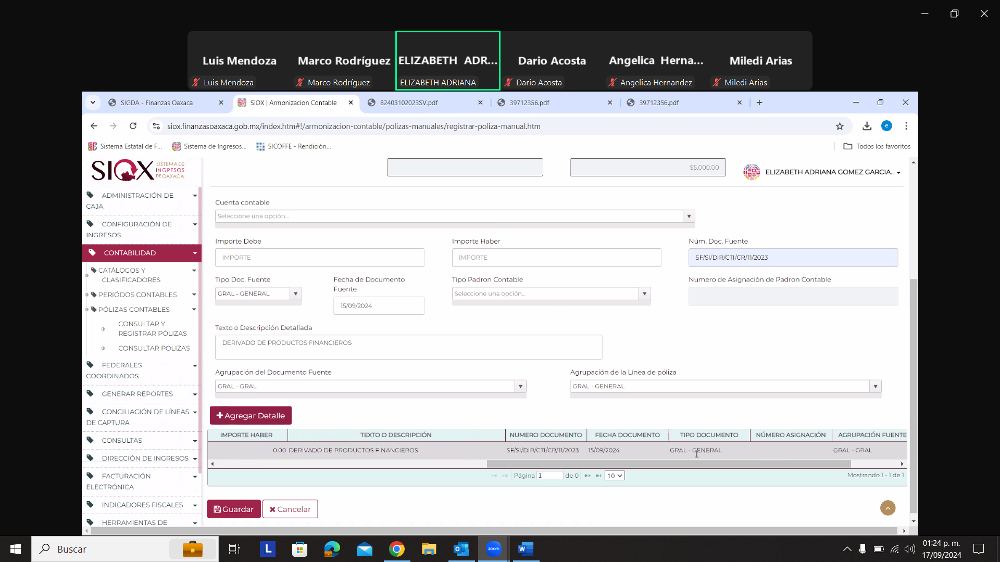 Luis Mendoza
Marco Rodríguez
ELIZABETH ADR...
Dario Acosta
Angelica Herna...
Miledi Arias
Luis Mendoza
Marco Rodríguez
ELIZABETH ADRIANA
Dario Acosta
Angelica Hernandez
Miledi Arias
SIGDA - Finanzas Oaxaca
SiOX | Armonizacion Contable
82403102023SV.pdf
39712356.pdf
39712356.pdf
siox.finanzasoaxaca.gob.mx/index.htm#!/armonizacion-contable/polizas-manuales/registrar-poliza-manual.htm
e
Sistema Estatal de F...
Sistema de Ingresos...
SICOFFE - Rendición...
Todos los favoritos
SIOX
SISTEMA DE
INGRESOS
DE OAXACA
$5,000.00
ELIZABETH ADRIANA GOMEZ GARCIA..
ADMINISTRACIÓN DE
CAJA
CONFIGURACIÓN DE
INGRESOS
CONTABILIDAD
CATÁLOGOS Y
CLASIFICADORES
PERIÓDOS CONTABLES
PÓLIZAS CONTABLES
CONSULTAR Y
REGISTRAR PÓLIZAS
CONSULTAR POLIZAS
FEDERALES
COORDINADOS
GENERAR REPORTES
CONCILIACIÓN DE LÍNEAS
DE CAPTURA
CONSULTAS
DIRECCIÓN DE INGRESOS
FACTURACIÓN
ELECTRÓNICA
INDICADORES FISCALES
HERRAMIENTAS DE
Cuenta contable
Seleccione una opción...
Importe Debe
Importe Haber
Núm. Doc. Fuente
IMPORTE
IMPORTE
SF/SI/DIR/CTI/CR/11/2023
Tipo Doc. Fuente
Fecha de Documento
Fuente
Tipo Padron Contable
Numero de Asignación de Padron Contable
GRAL - GENERAL
15/09/2024
Seleccione una opción...
Texto o Descripción Detallada
DERIVADO DE PRODUCTOS FINANCIEROS
Agrupación del Documento Fuente
Agrupación de la Línea de póliza
GRAL - GRAL
GRAL - GENERAL
Agregar Detalle
IMPORTE HABER
TEXTO O DESCRIPCIÓN
NUMERO DOCUMENTO
FECHA DOCUMENTO
TIPO DOCUMENTO
NÚMERO ASIGNACIÓN
AGRUPACIÓN FUENTE
0.00
DERIVADO DE PRODUCTOS FINANCIEROS
SF/SI/DIR/CTI/CR/11/2023
15/09/2024
GRAL - GENERAL
GRAL - GRAL
Página 1 de 0
10
Mostrando 1 - 1 de 1
Guardar
Cancelar
Buscar
L
zoom
01:24 p. m.
17/09/2024